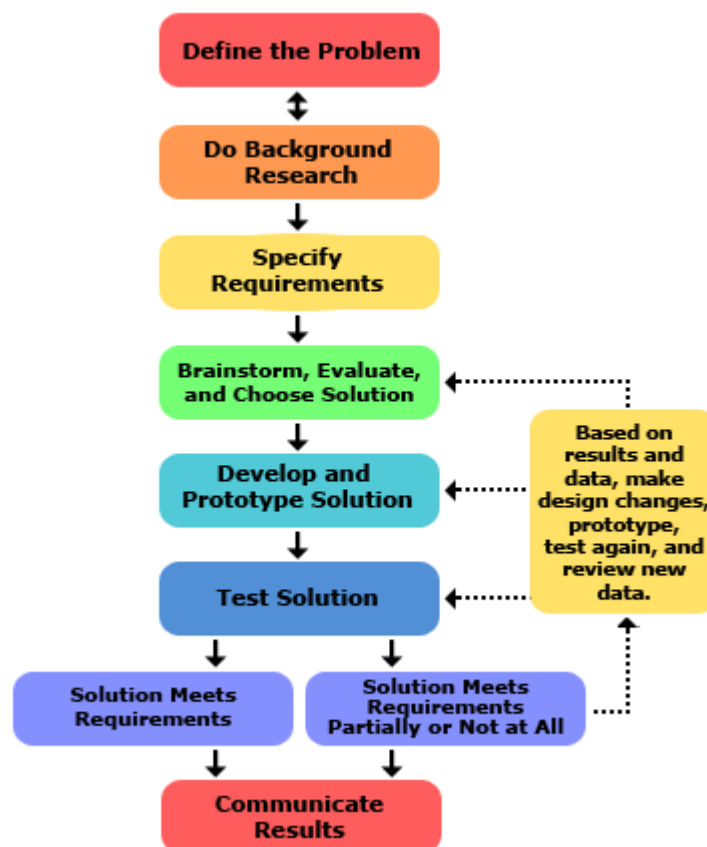 Define the Problem
Do Background
Research
Specify
Requirements
Brainstorm, Evaluate,
and Choose Solution
Develop and
Prototype Solution
Based on
results and
data, make
design changes,
prototype,
test again, and
review new
data.
Test Solution
Solution Meets
Requirements
Solution Meets
Requirements
Partially or Not at All
Communicate
Results